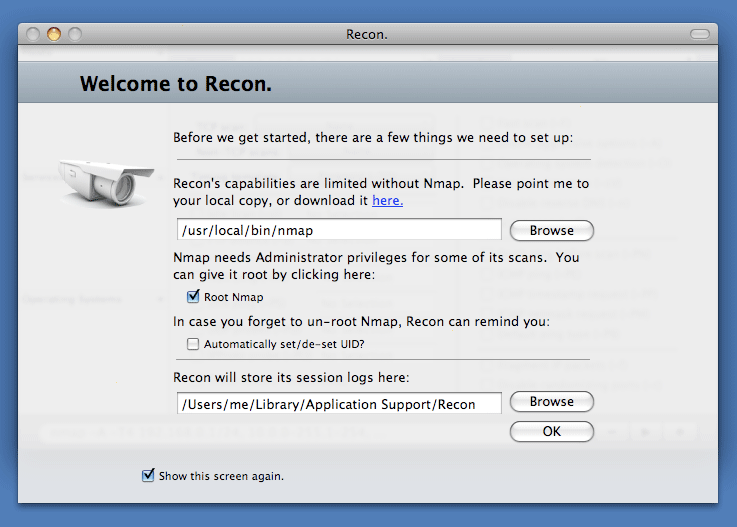 Recon.
Welcome to Recon.
Before we get started, there are a few things we need to set up:
Recon's capabilities are limited without Nmap. Please point me to
your local copy, or download it here.
/usr/local/bin/nmap
Browse
Nmap needs Administrator privileges for some of its scans. You
can give it root by clicking here:
Root Nmap
In case you forget to un-root Nmap, Recon can remind you:
Automatically set/de-set UID?
Recon will store its session logs here:
/Users/me/Library/Application Support/Recon
Browse
OK
Show this screen again.